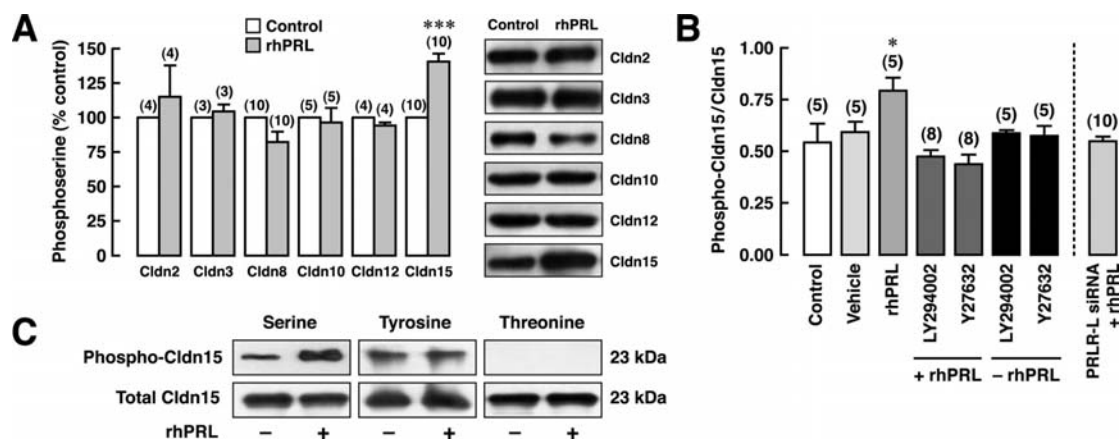 A
Control
rhPRL
Phosphoserine (% control)
150
125
100
75
50
25
0
(4) (4) (3) (3) (10) (10) (5) (5) (4) (4) (10) (10)
***
Cldn2 Cldn3 Cldn8 Cldn10 Cldn12 Cldn15
Control rhPRL
Cldn2
Cldn3
Cldn8
Cldn10
Cldn12
Cldn15
B
Phospho-Cldn15/Cldn15
1.00
0.75
0.50
0.25
0.00
*
(5) (5) (5) (8) (8) (5) (5) (10)
Control
Vehicle
rhPRL
LY294002
Y27632
LY294002
Y27632
PRLR-L siRNA
+ rhPRL
+ rhPRL – rhPRL
C
Serine Tyrosine Threonine
Phospho-Cldn15 23 kDa
Total Cldn15 23 kDa
rhPRL – + – + – +